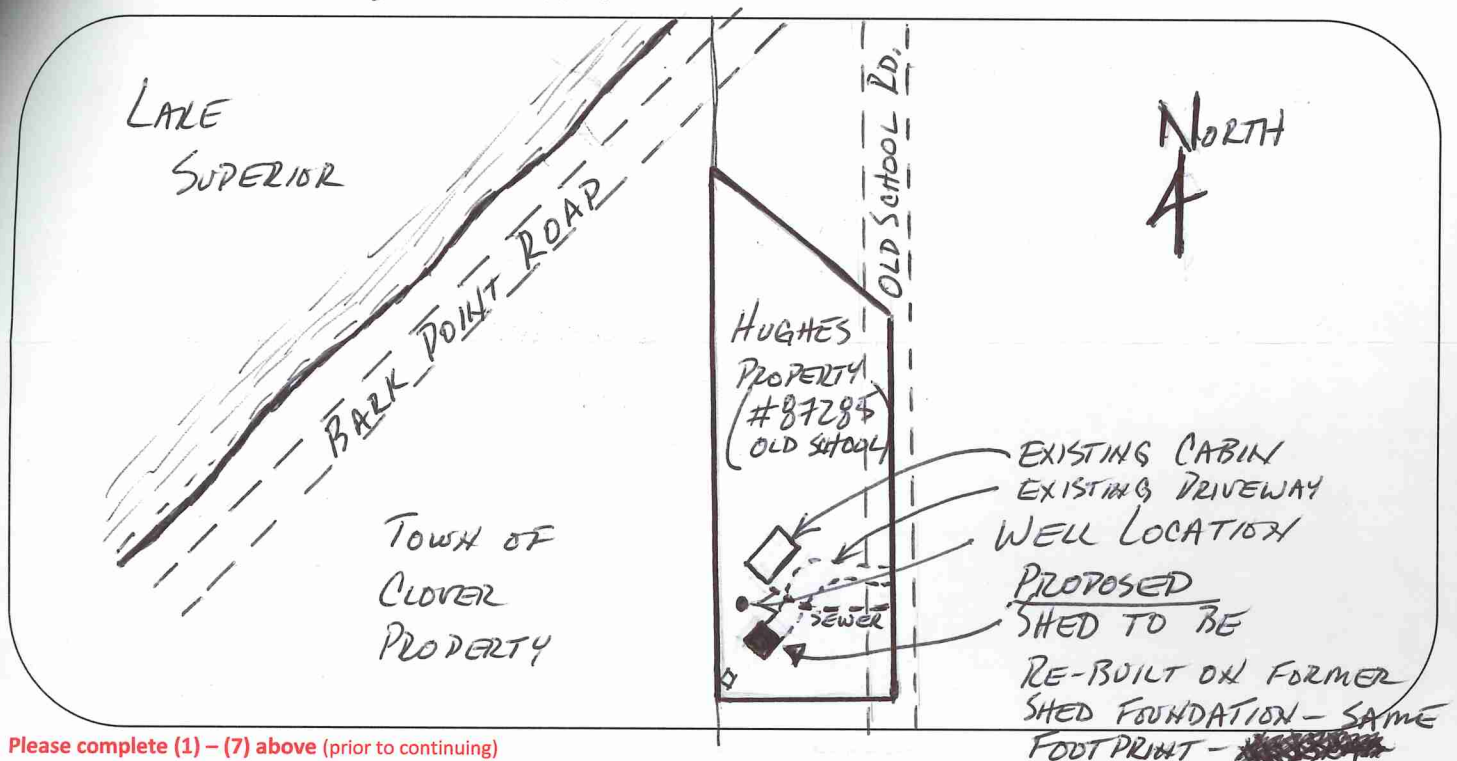 LAKE
SUPERIOR
BARK POINT ROAD
OLD SCHOOL RD.
NORTH
HUGHES
PROPERTY
(#87285
OLD SCHOOL)
EXISTING CABIN
EXISTING DRIVEWAY
WELL LOCATION
PROPOSED
SHED TO BE
RE-BUILT ON FORMER
SHED FOUNDATION - SAME
FOOTPRINT -
SEWER
TOWN OF
CLOVER
PROPERTY
Please complete (1) – (7) above (prior to continuing)